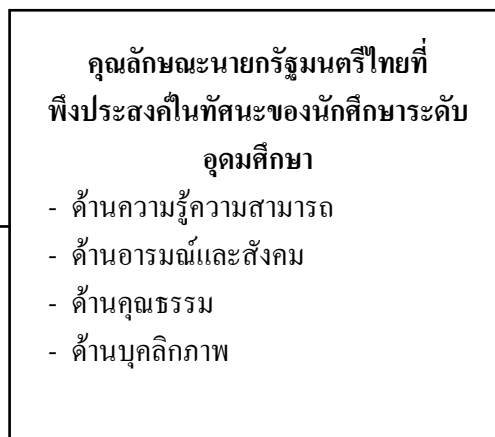 คุณลักษณะนายกรัฐมนตรีไทยที่
พึงประสงค์ในทัศนะของนักศึกษาระดับ
อุดมศึกษา
- ด้านความรู้ความสามารถ
- ด้านอารมณ์และสังคม
- ด้านคุณธรรม
- ด้านบุคลิกภาพ